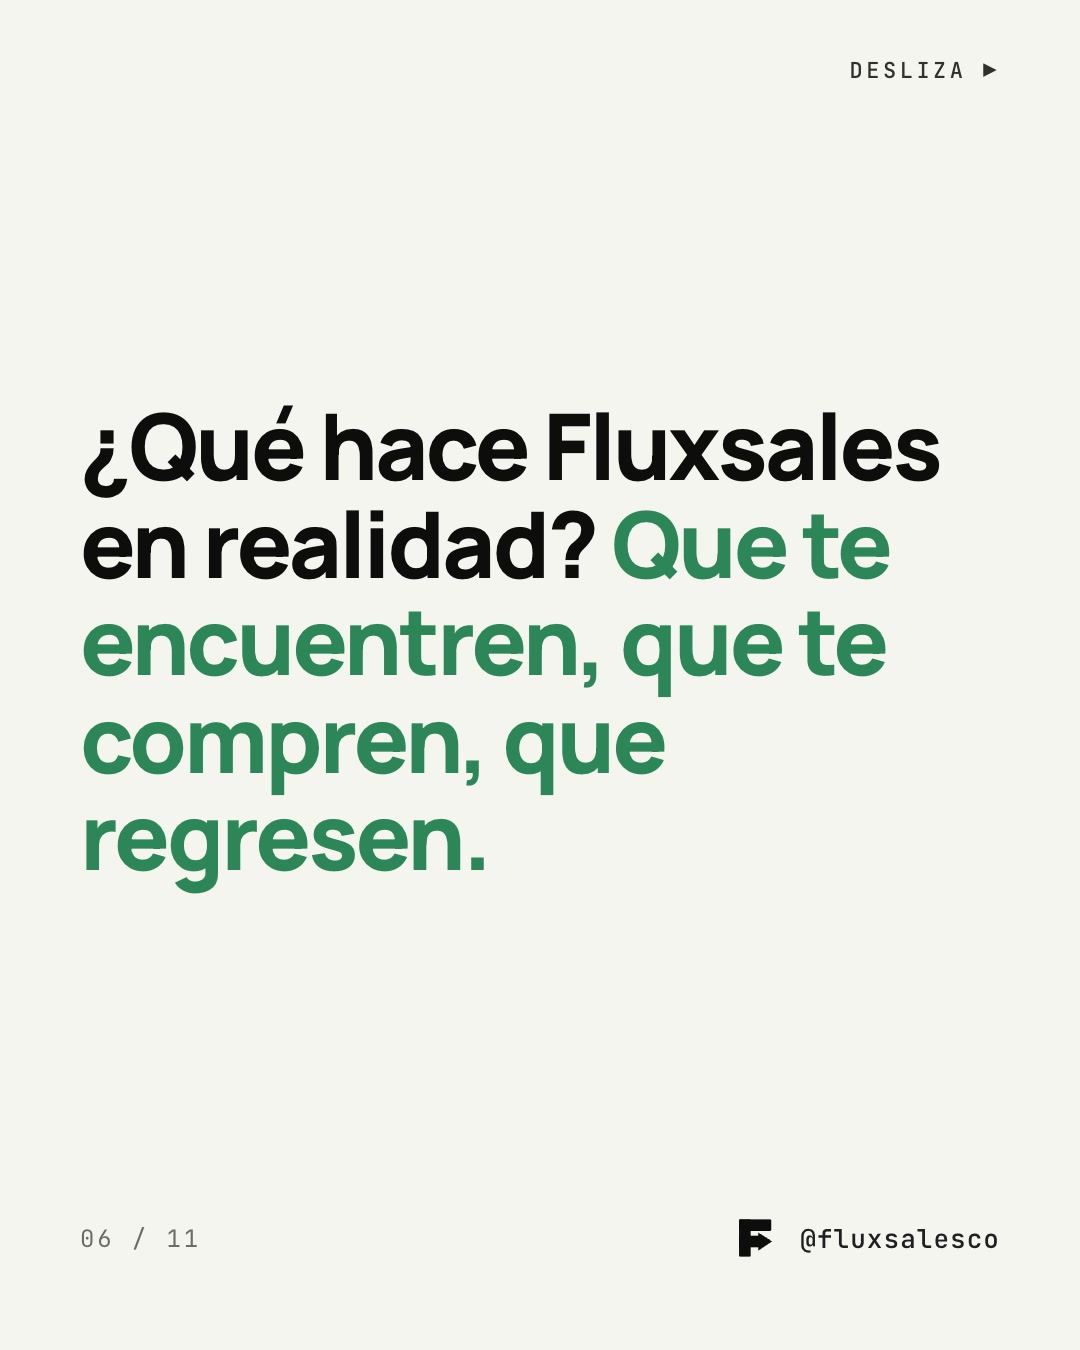 DESLIZA ▶
¿Qué hace Fluxsales
en realidad? Que te
encuentren, que te
compren, que
regresen.
06 / 11
@fluxsalesco